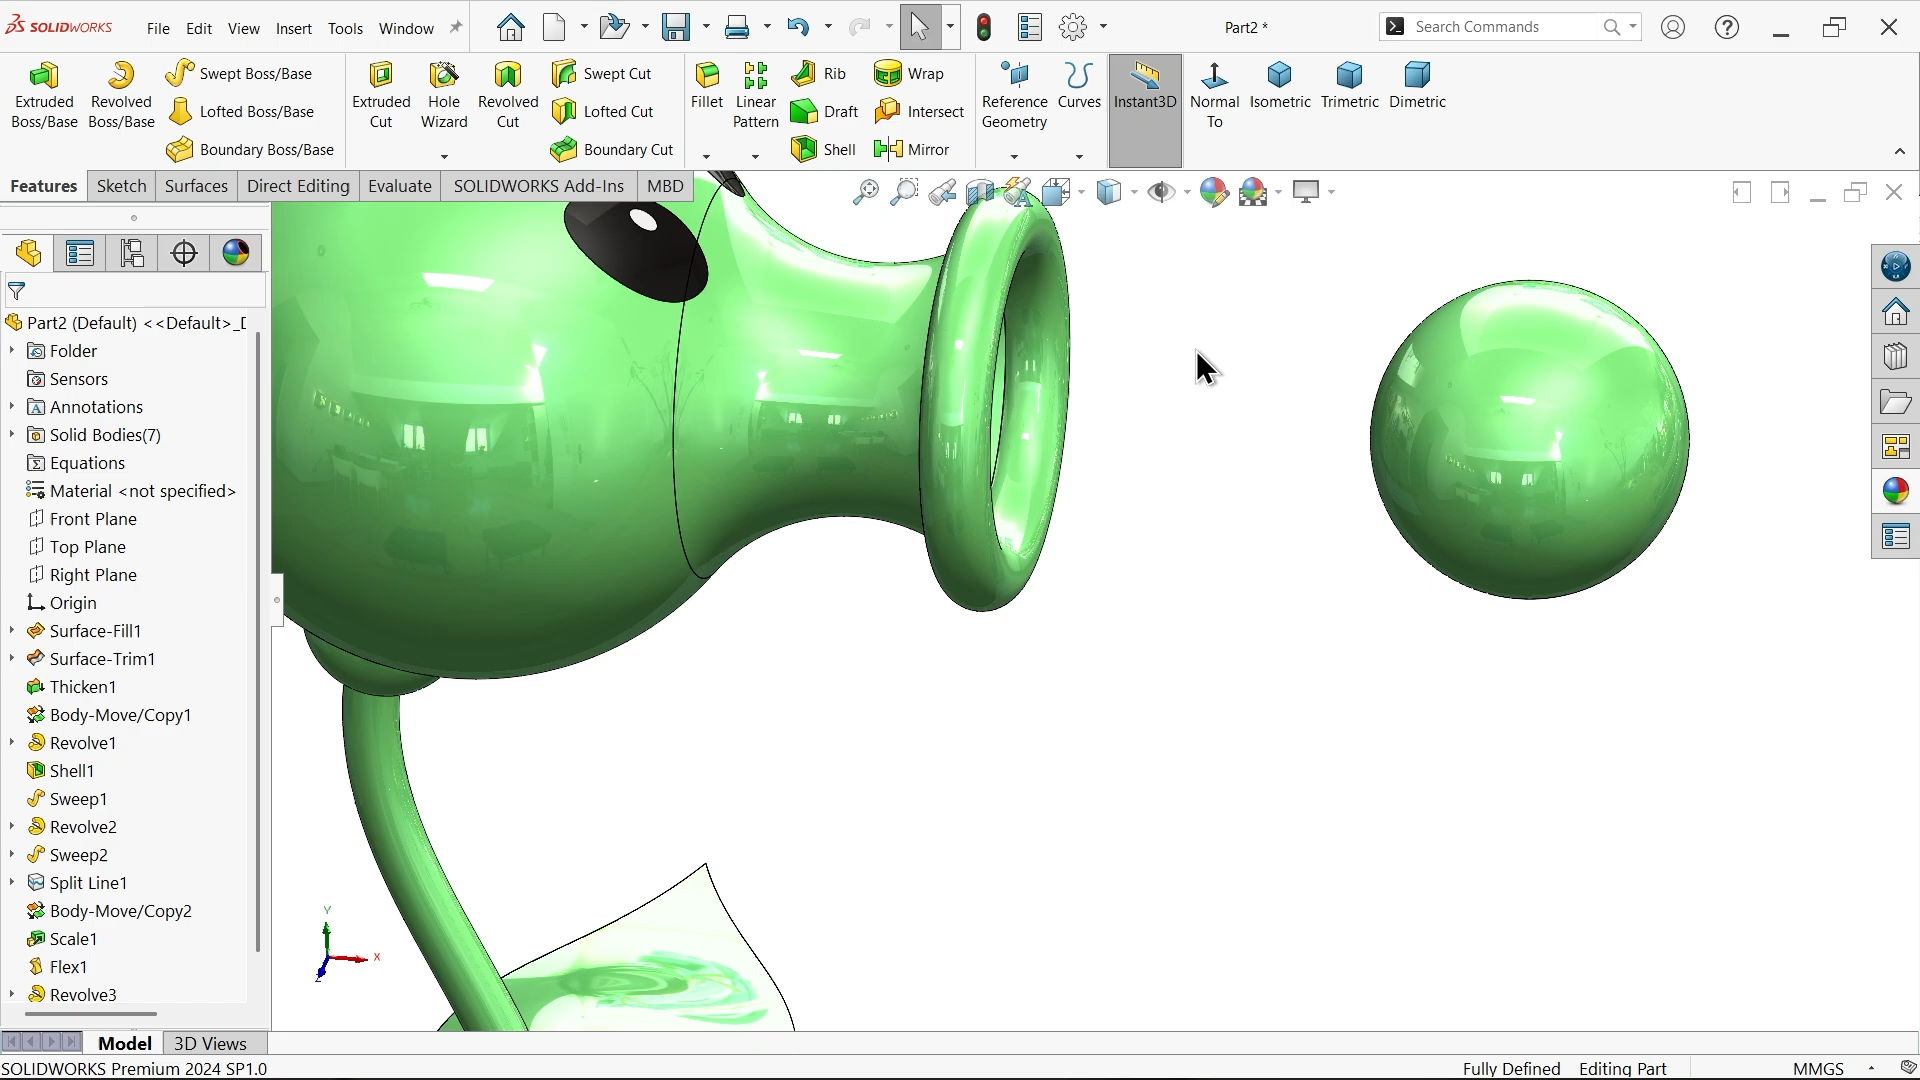 SOLIDWORKS
File Edit View Insert Tools Window
Part2 *
Search Commands
Extruded Boss/Base
Revolved Boss/Base
Swept Boss/Base
Lofted Boss/Base
Boundary Boss/Base
Extruded Cut
Hole Wizard
Revolved Cut
Swept Cut
Lofted Cut
Boundary Cut
Fillet
Linear Pattern
Rib
Draft
Shell
Wrap
Intersect
Mirror
Reference Geometry
Curves
Instant3D
Normal To
Isometric
Trimetric
Dimetric
Features Sketch Surfaces Direct Editing Evaluate SOLIDWORKS Add-Ins MBD
Part2 (Default) <<Default>_D
Folder
Sensors
Annotations
Solid Bodies(7)
Equations
Material <not specified>
Front Plane
Top Plane
Right Plane
Origin
Surface-Fill1
Surface-Trim1
Thicken1
Body-Move/Copy1
Revolve1
Shell1
Sweep1
Revolve2
Sweep2
Split Line1
Body-Move/Copy2
Scale1
Flex1
Revolve3
Y
X
Z
Model 3D Views
SOLIDWORKS Premium 2024 SP1.0
Fully Defined Editing Part MMGS